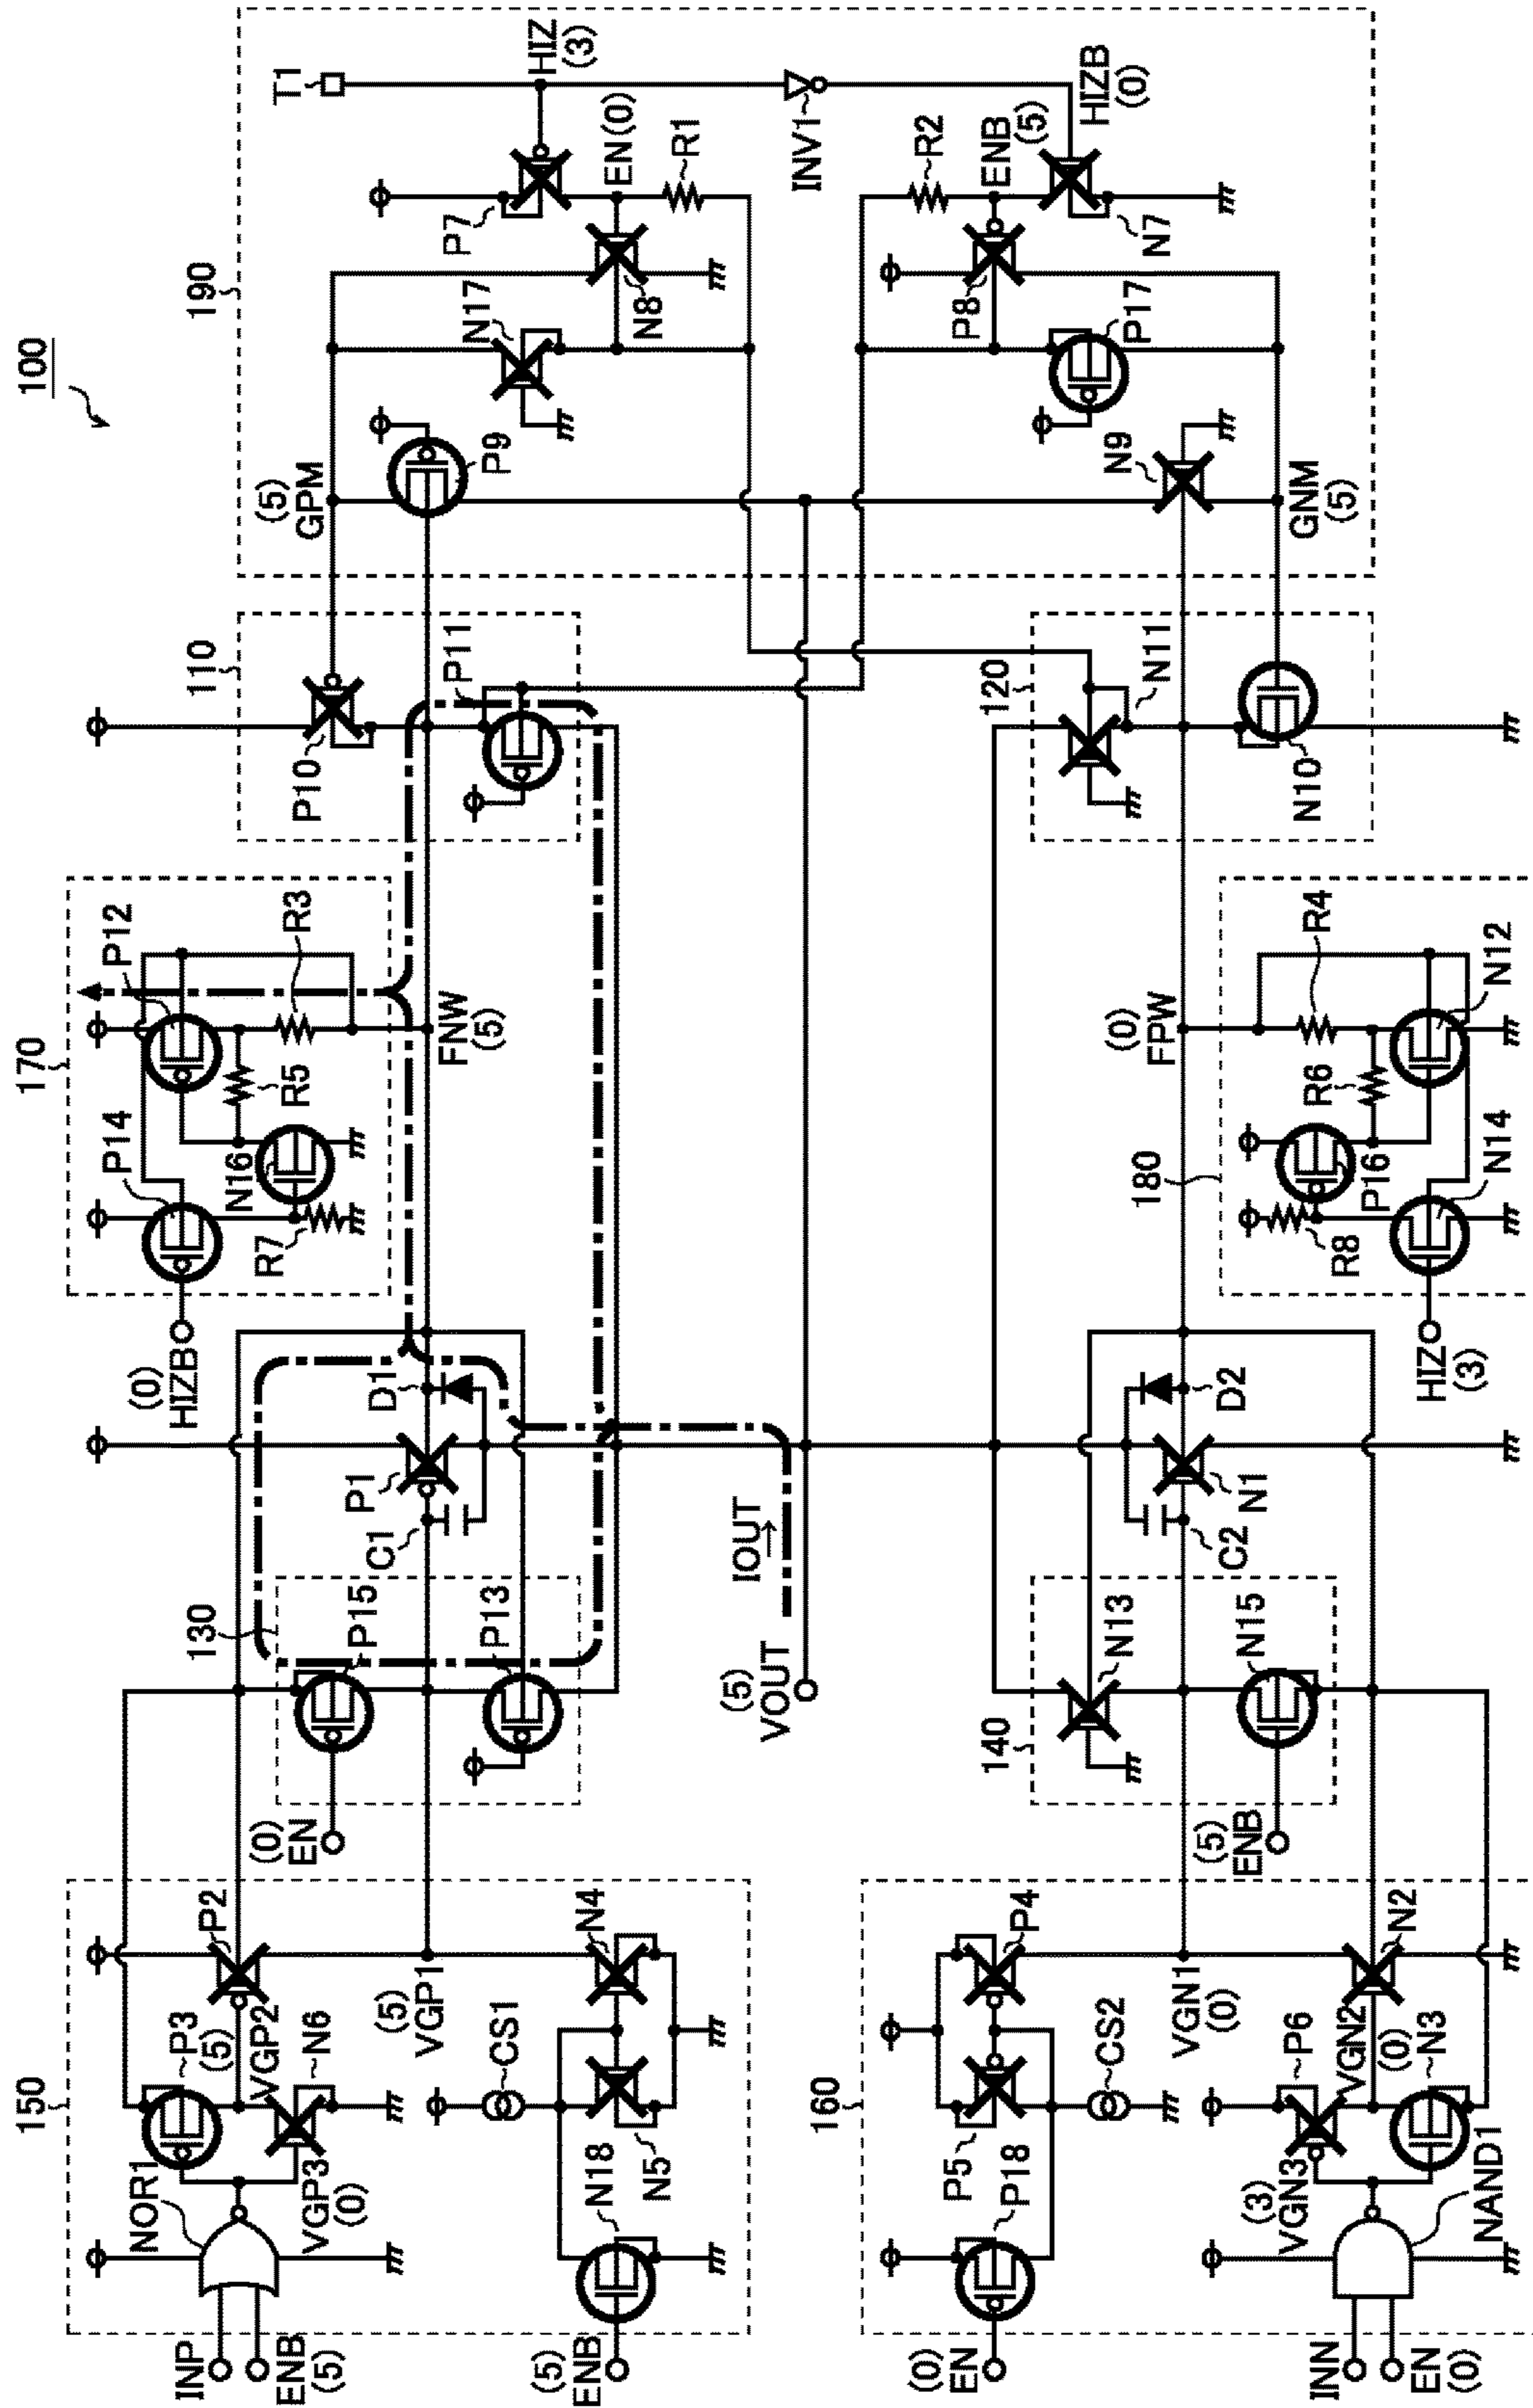 100
190
T1
HIZ
(3)
P7
EN(0)
R1
N17
N8
(5)
GPM
P9
INV1
R2
ENB
(5)
HIZB
(0)
P8
N7
P17
N9
GNM
(5)
110
P10
P11
120
N11
N10
170
P12
R3
P14
R5
N16
R7
FNW
(5)
(0)
HIZB
(0)
FPW
R4
R6
N12
180
P16
N14
R8
HIZ
(3)
D1
P1
C1
D2
N1
C2
IOUT
130
P15
P13
(5)
VOUT
140
N13
N15
(0)
EN
(5)
ENB
150
P2
P3
(5)
VGP2
N6
(5)
VGP1
N4
CS1
NOR1
VGP3
(0)
N18
N5
INP
ENB
(5)
(5)
ENB
160
P4
VGN1
(0)
N2
CS2
P6
VGN2
(0)
N3
P5
P18
(3)
VGN3
NAND1
(0)
EN
INN
EN
(0)